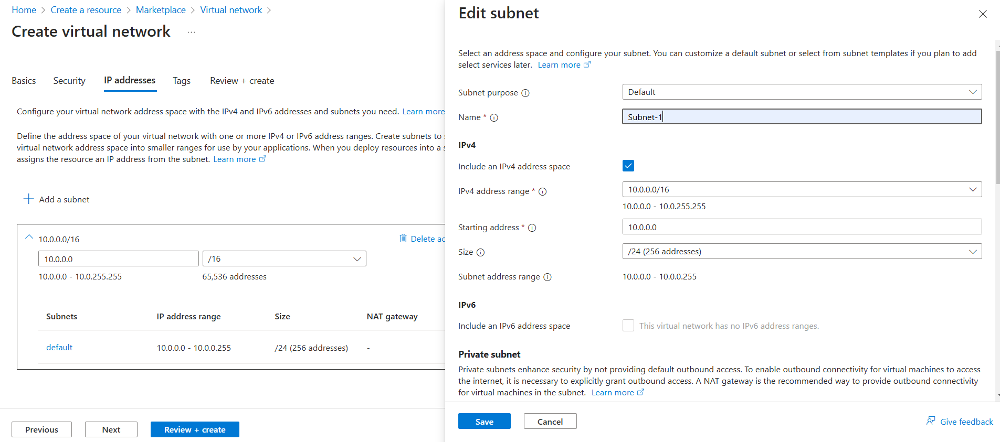 Home > Create a resource > Marketplace > Virtual network >
Create virtual network ...
Basics Security IP addresses Tags Review + create
Configure your virtual network address space with the IPv4 and IPv6 addresses and subnets you need. Learn more
Define the address space of your virtual network with one or more IPv4 or IPv6 address ranges. Create subnets to
virtual network address space into smaller ranges for use by your applications. When you deploy resources into a
assigns the resource an IP address from the subnet. Learn more
+ Add a subnet
10.0.0.0/16
Delete ad
10.0.0.0 /16
10.0.0.0 - 10.0.255.255 65,536 addresses
Subnets IP address range Size NAT gateway
default 10.0.0.0 - 10.0.0.255 /24 (256 addresses) -
Previous Next Review + create
Edit subnet
Select an address space and configure your subnet. You can customize a default subnet or select from subnet templates if you plan to add
select services later. Learn more
Subnet purpose Default
Name * Subnet-1
IPv4
Include an IPv4 address space
IPv4 address range * 10.0.0.0/16
10.0.0.0 - 10.0.255.255
Starting address * 10.0.0.0
Size /24 (256 addresses)
Subnet address range 10.0.0.0 - 10.0.0.255
IPv6
Include an IPv6 address space This virtual network has no IPv6 address ranges.
Private subnet
Private subnets enhance security by not providing default outbound access. To enable outbound connectivity for virtual machines to access
the internet, it is necessary to explicitly grant outbound access. A NAT gateway is the recommended way to provide outbound connectivity
for virtual machines in the subnet. Learn more
Save Cancel Give feedback